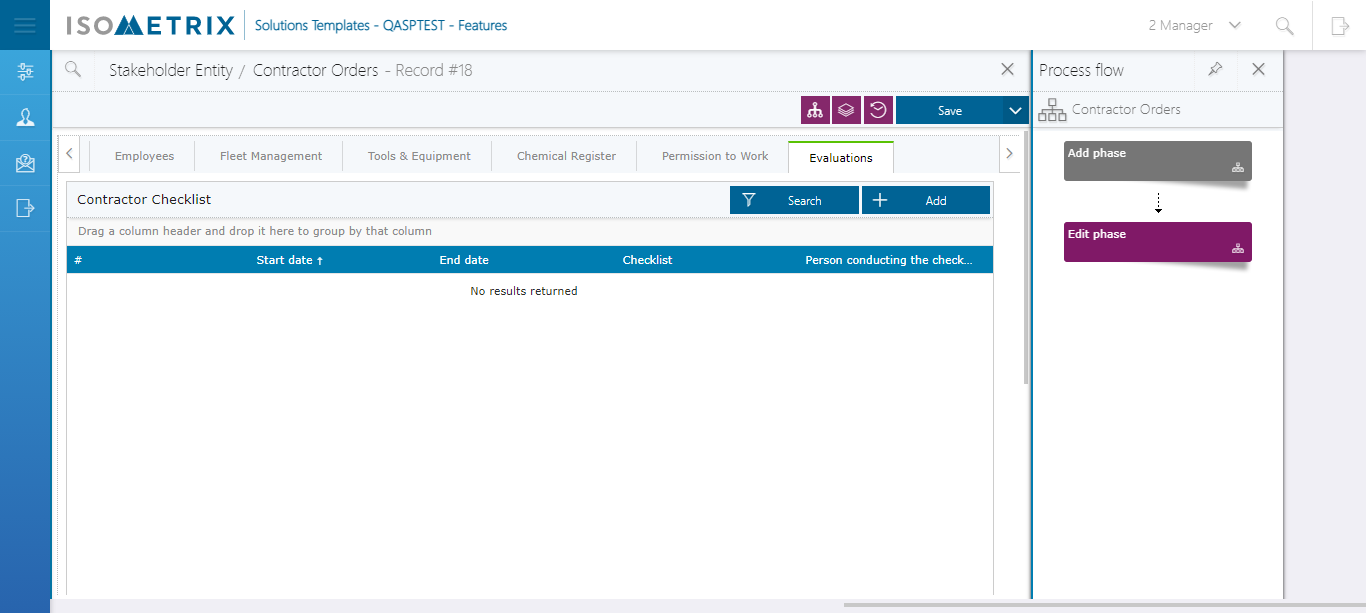 ISOMETRIX Solutions Templates - QASPTEST - Features 2 Manager
Stakeholder Entity / Contractor Orders - Record #18
Process flow
Save
Contractor Orders
Employees Fleet Management Tools & Equipment Chemical Register Permission to Work Evaluations
Add phase
Contractor Checklist Search Add
Drag a column header and drop it here to group by that column
Edit phase
# Start date ↑ End date Checklist Person conducting the check...
No results returned